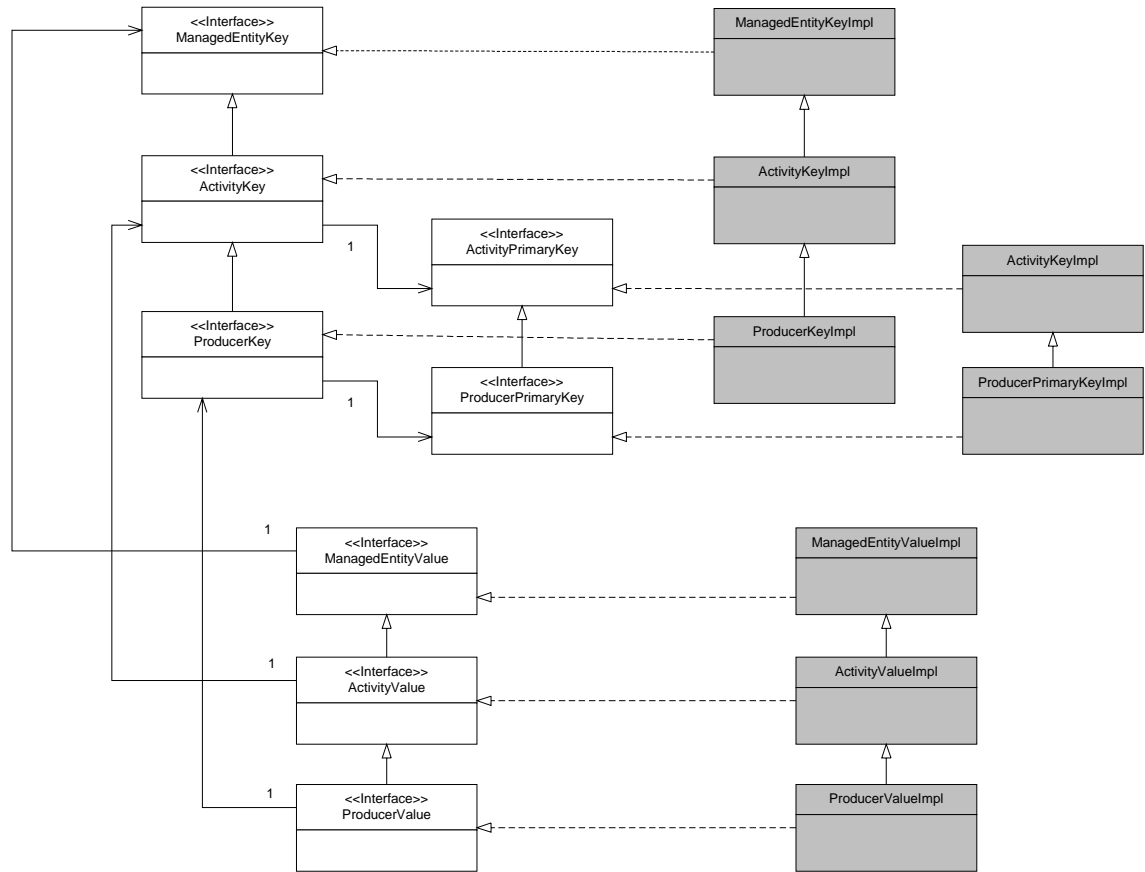 <<Interface>>
ManagedEntityKey
ManagedEntityKeyImpl
<<Interface>>
ActivityKey
ActivityKeyImpl
1
<<Interface>>
ActivityPrimaryKey
ActivityKeyImpl
<<Interface>>
ProducerKey
ProducerKeyImpl
1
<<Interface>>
ProducerPrimaryKey
ProducerPrimaryKeyImpl
1
<<Interface>>
ManagedEntityValue
ManagedEntityValueImpl
1
<<Interface>>
ActivityValue
ActivityValueImpl
1
<<Interface>>
ProducerValue
ProducerValueImpl